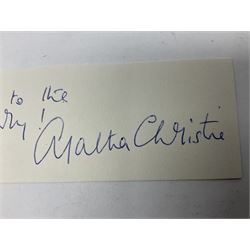 to the
Agatha Christie